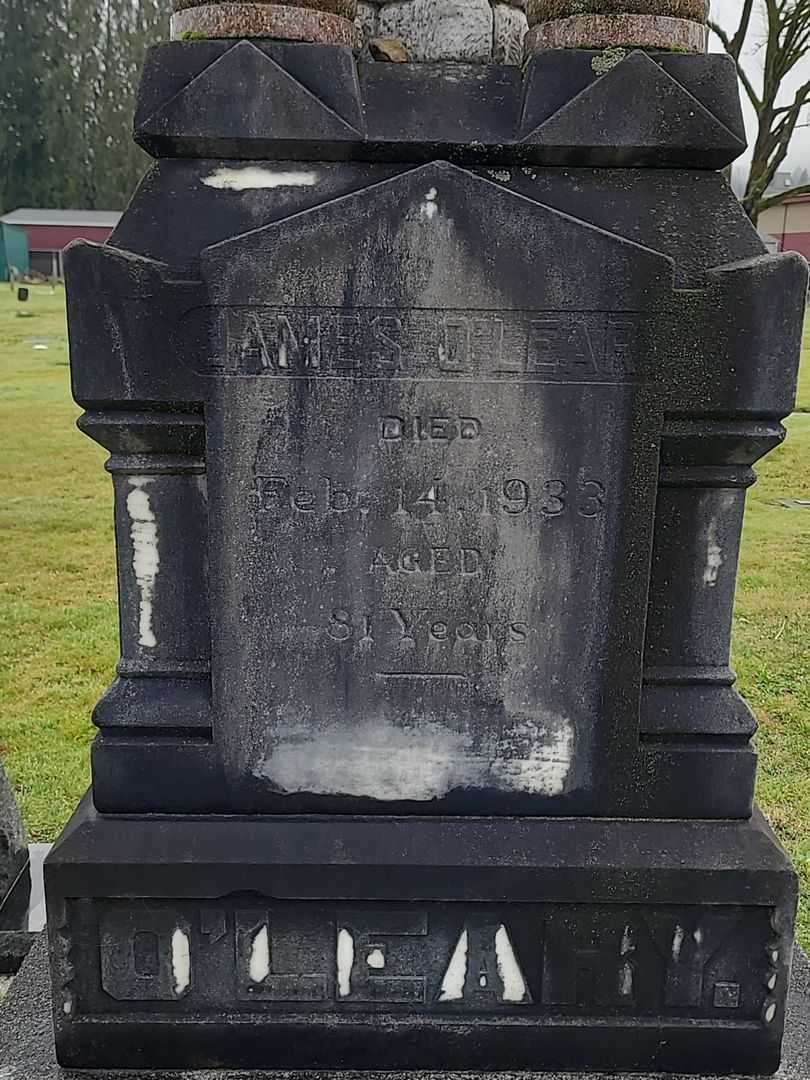 JAMES O'LEARY
DIED
Feb. 14. 1933
AGED
81 Years
O'LEARY.